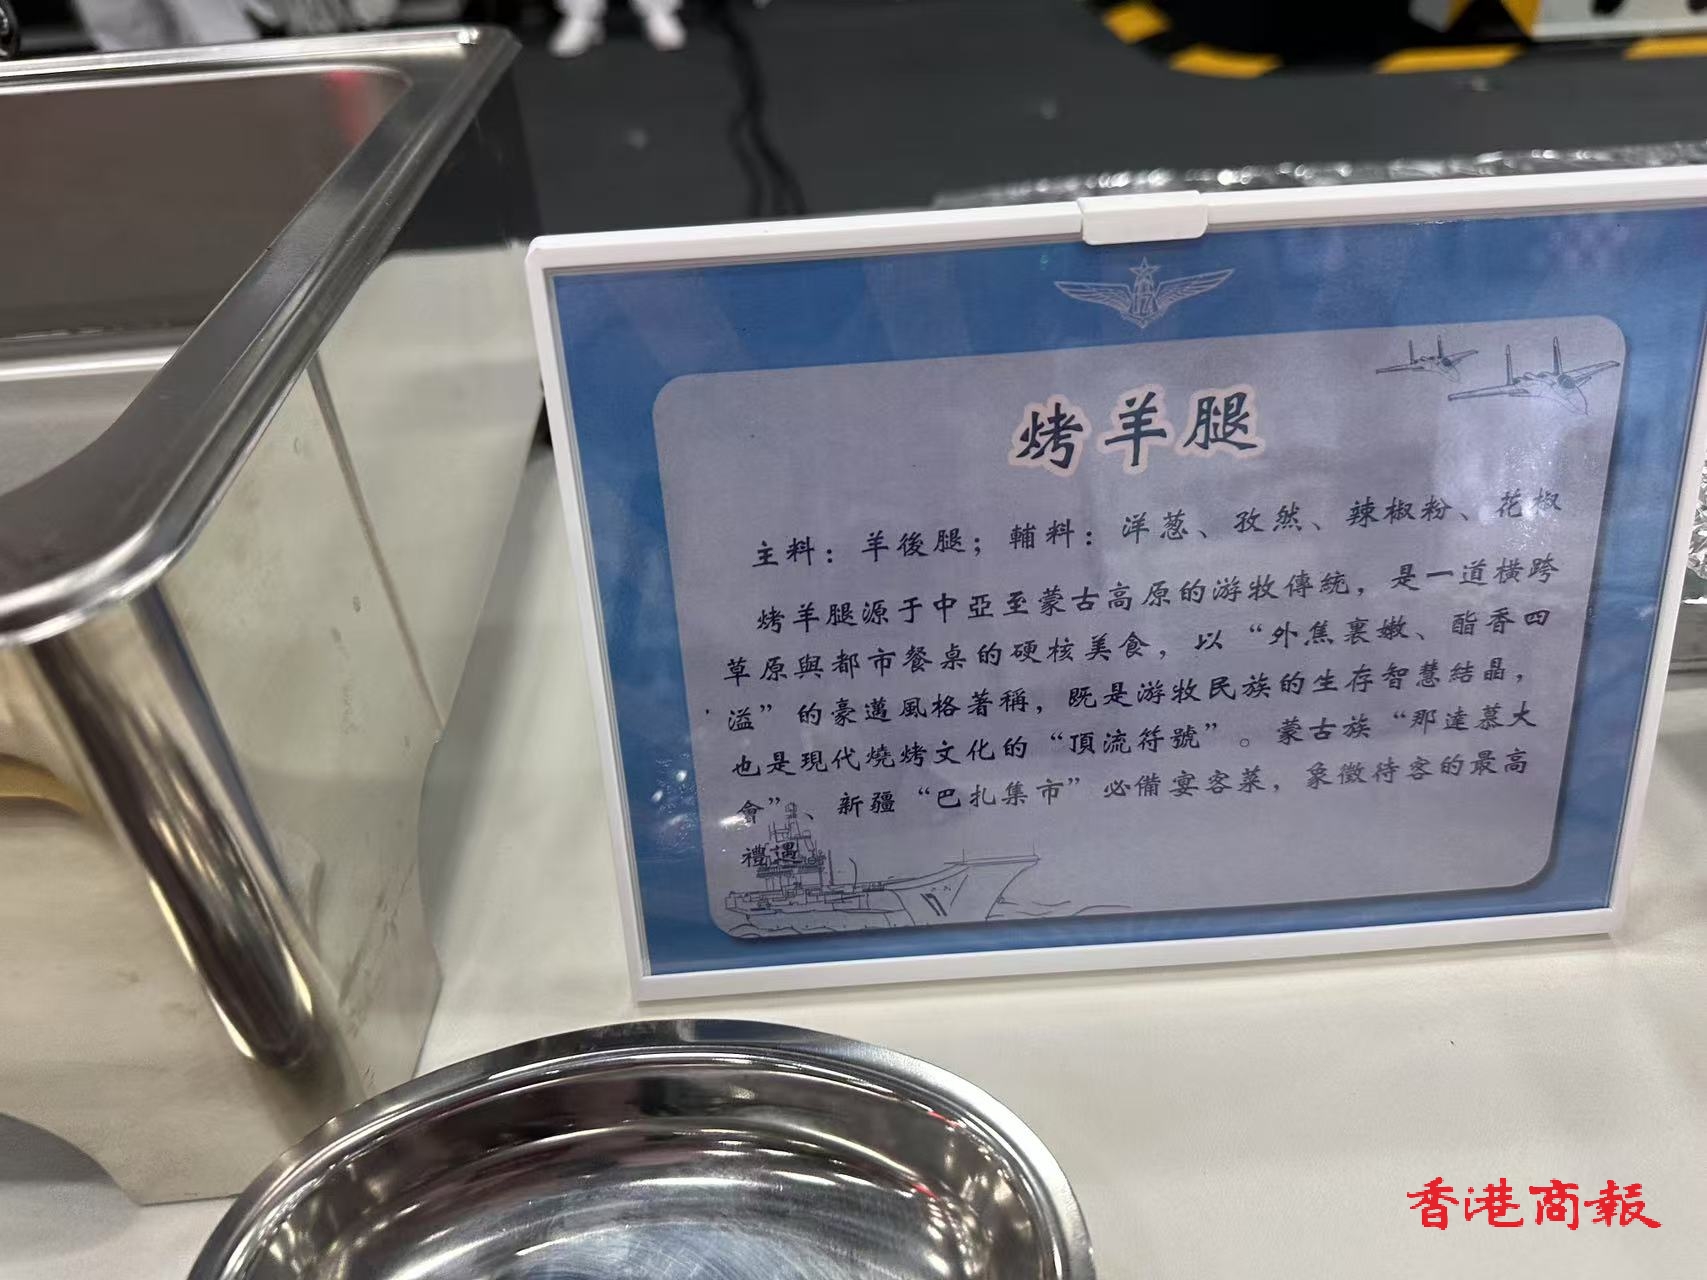 17
烤羊腿
主料：羊後腿；輔料：洋葱、孜然、辣椒粉、花椒
烤羊腿源于中亞至蒙古高原的游牧傳統，是一道橫跨
草原與都市餐桌的硬核美食，以“外焦裏嫩、酯香四
溢”的豪邁風格著稱，既是游牧民族的生存智慧結晶，
也是現代燒烤文化的“頂流符號”。蒙古族“那達慕大
會”、新疆“巴扎集市”必備宴客菜，象徵待客的最高
禮遇
17
香港商報